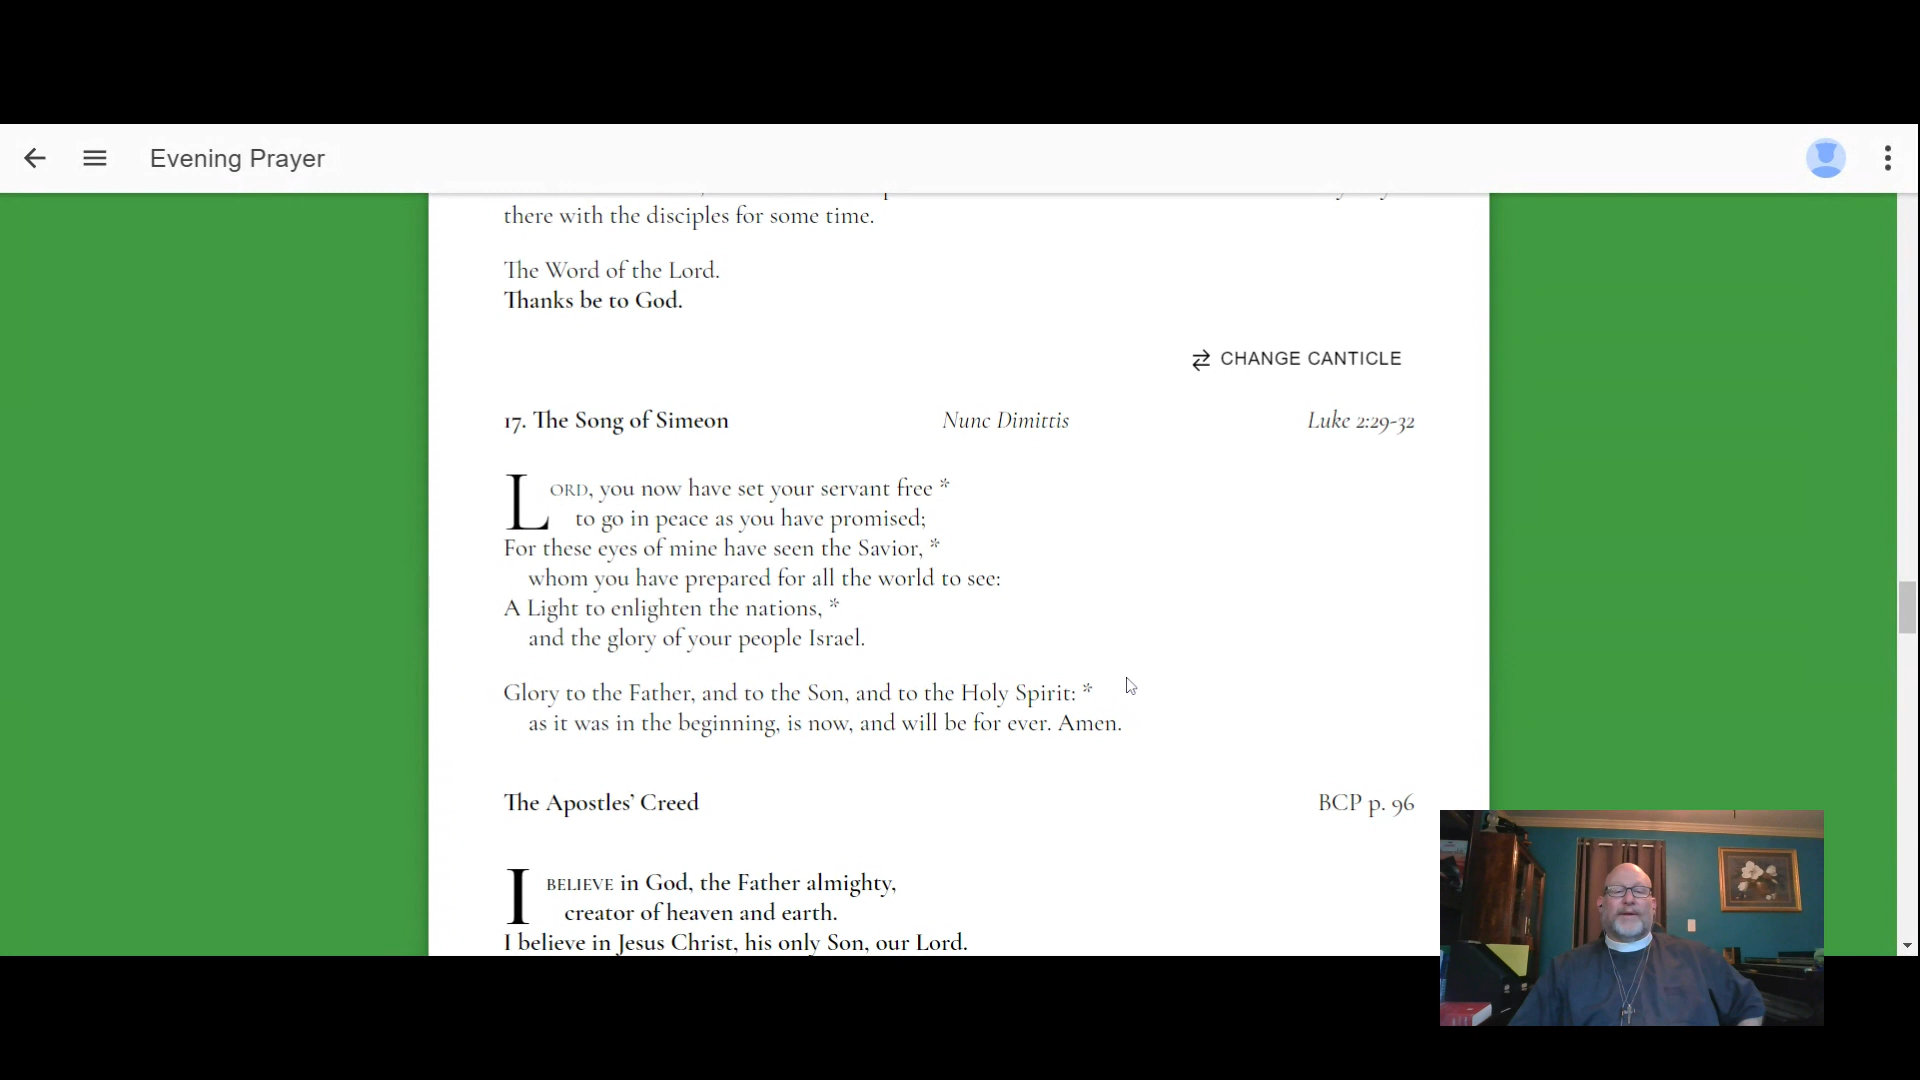 Evening Prayer
there with the disciples for some time.
The Word of the Lord.
Thanks be to God.
CHANGE CANTICLE
17. The Song of Simeon Nunc Dimittis Luke 2:29-32
LORD, you now have set your servant free *
to go in peace as you have promised;
For these eyes of mine have seen the Savior, *
whom you have prepared for all the world to see:
A Light to enlighten the nations, *
and the glory of your people Israel.
Glory to the Father, and to the Son, and to the Holy Spirit: *
as it was in the beginning, is now, and will be for ever. Amen.
The Apostles’ Creed BCP p. 96
I BELIEVE in God, the Father almighty,
creator of heaven and earth.
I believe in Jesus Christ, his only Son, our Lord.